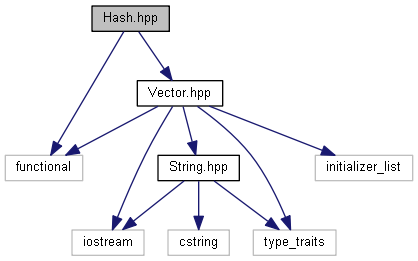 Hash.hpp
Vector.hpp
functional
String.hpp
initializer_list
iostream
cstring
type_traits